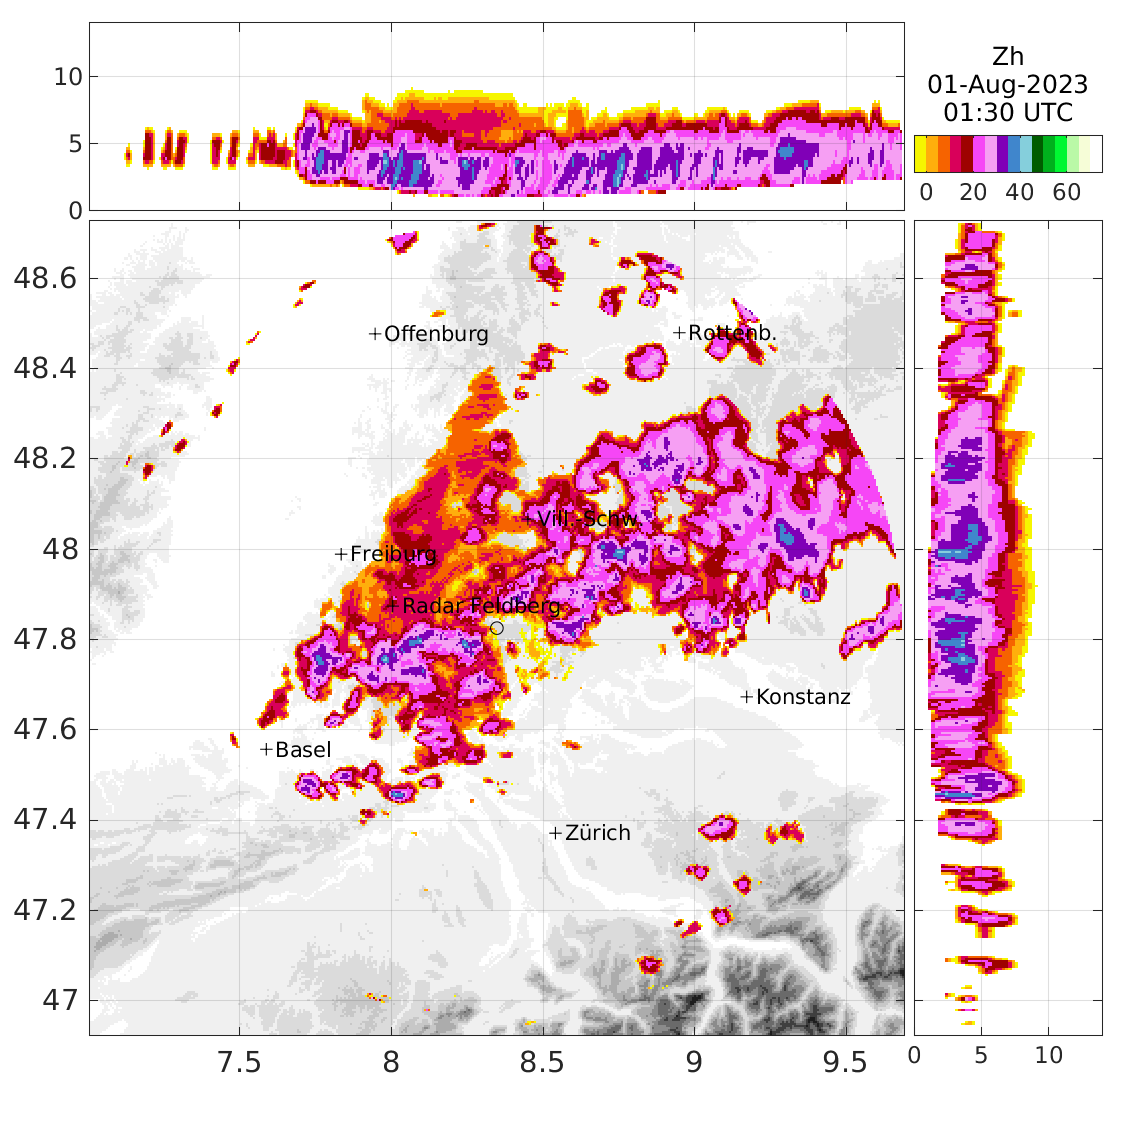 Zh
01-Aug-2023
01:30 UTC
0 20 40 60
10
5
0
48.6
48.4
48.2
48
47.8
47.6
47.4
47.2
47
+Offenburg
+Rottenb.
+Vill.-Schw.
+Freiburg
+Radar Feldberg
+Konstanz
+Basel
+Zürich
7.5 8 8.5 9 9.5
0 5 10